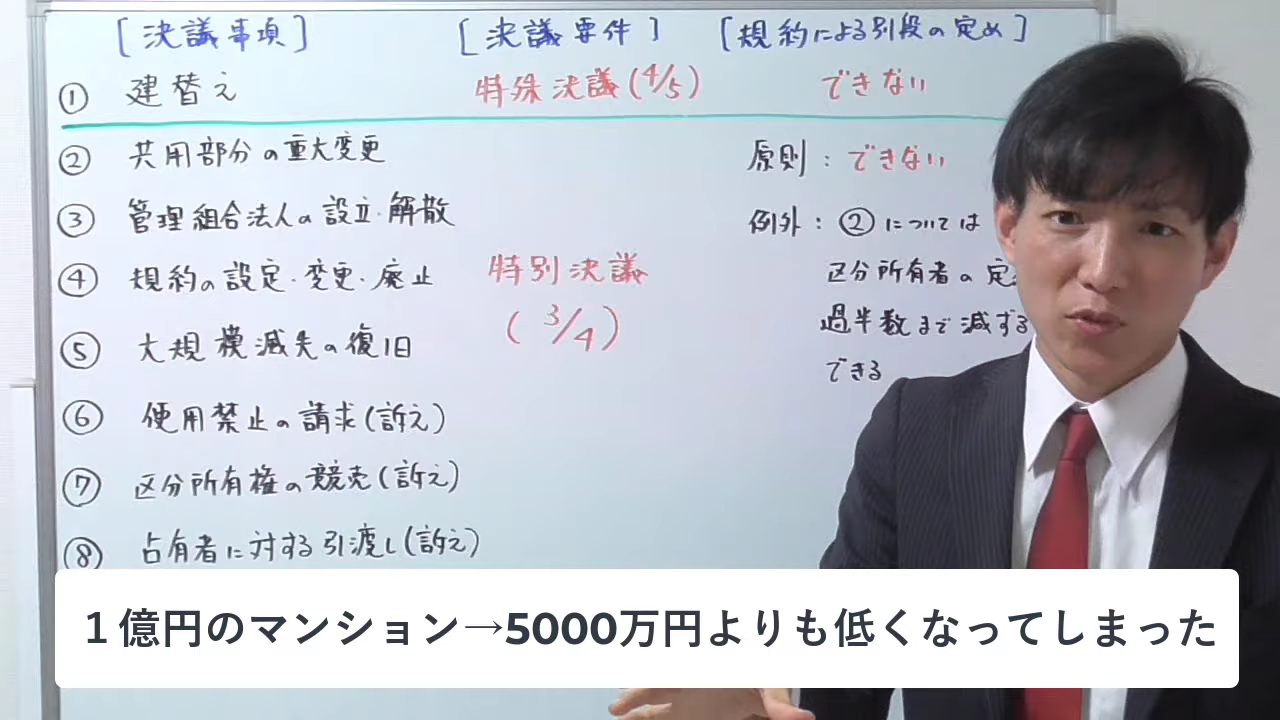 [決議事項] [決議要件] [規約による別段の定め]
① 建替え 特殊決議(4/5) できない
② 共用部分の重大変更 原則:できない
③ 管理組合法人の設立・解散 例外:②については
④ 規約の設定・変更・廃止 特別決議 区分所有者の定
(3/4) 過半数まで減ずる
⑤ 大規模滅失の復旧 できる
⑥ 使用禁止の請求(訴え)
⑦ 区分所有権の競売(訴え)
⑧ 占有者に対する引渡し(訴え)
1億円のマンション→5000万円よりも低くなってしまった